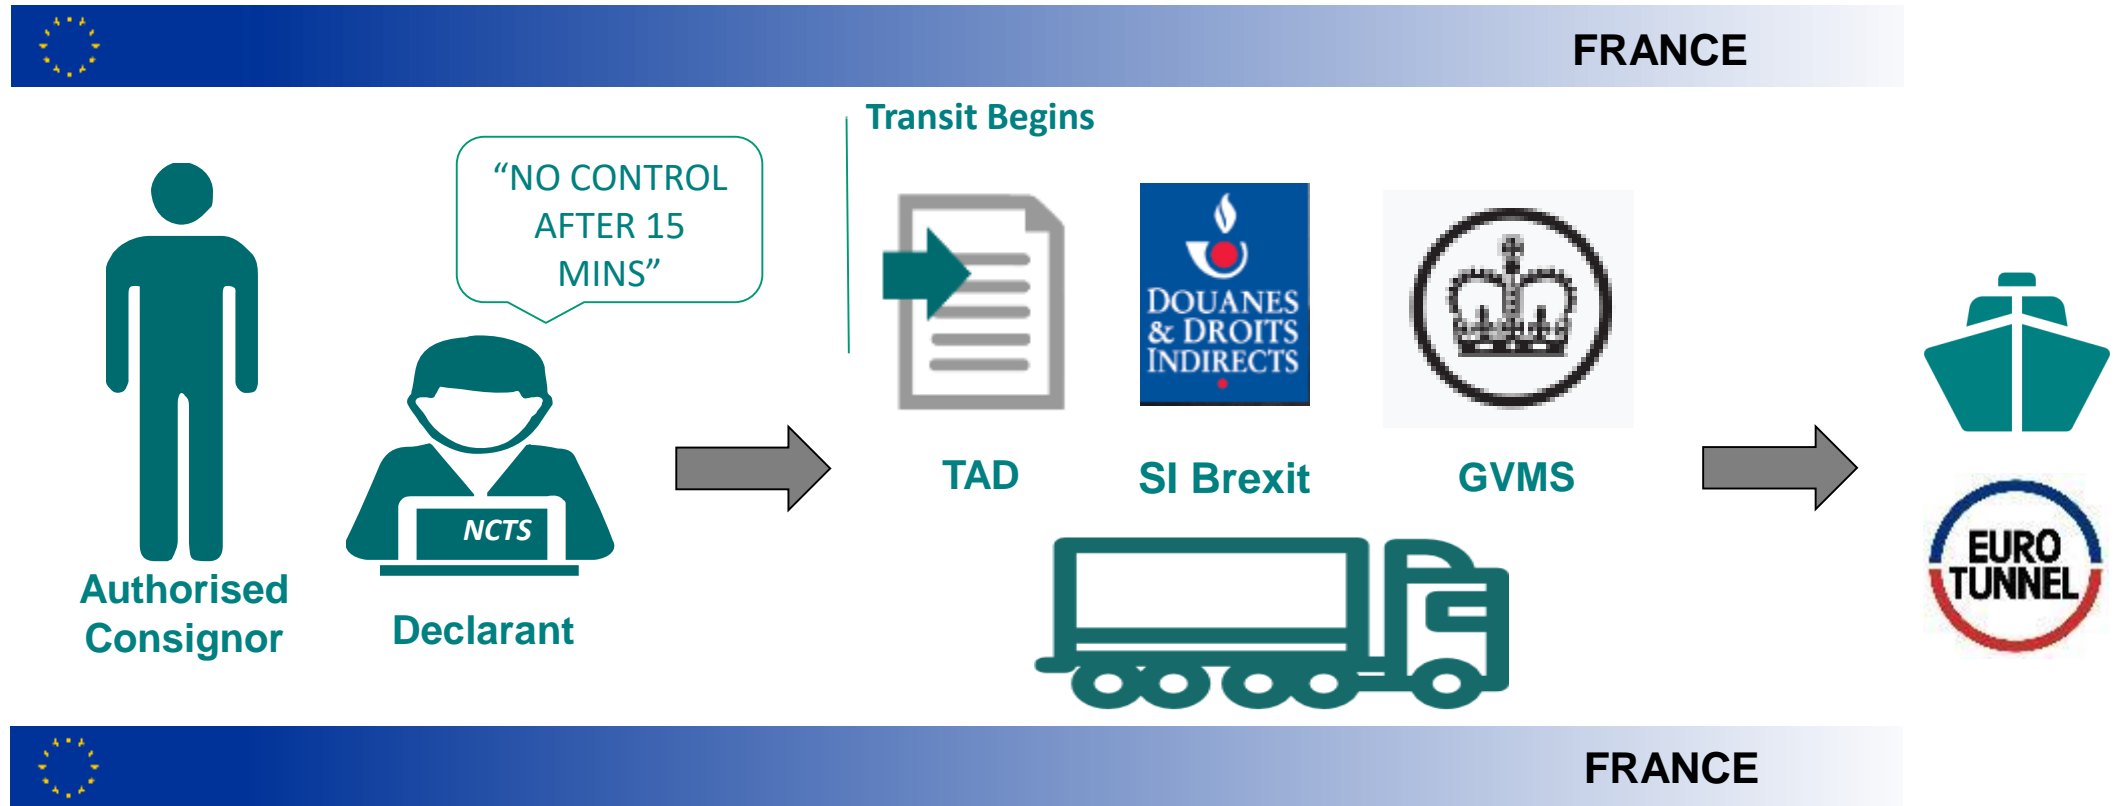 FRANCE
Transit Begins
“NO CONTROL
AFTER 15
MINS”
DOUANES
& DROITS
INDIRECTS
NCTS
TAD
SI Brexit
GVMS
EURO
TUNNEL
Authorised
Consignor
Declarant
FRANCE